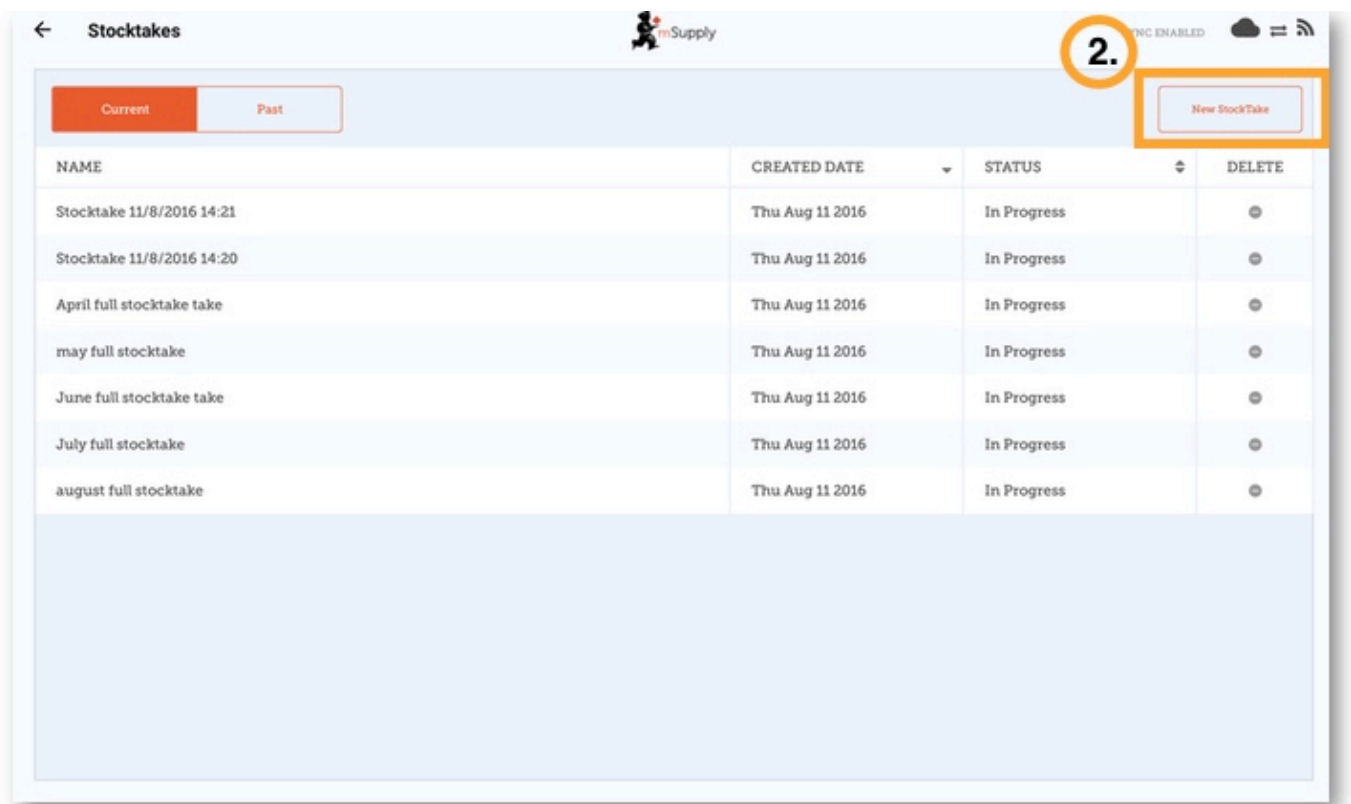 Stocktakes
mSupply
NC ENABLED
2.
Current Past
New StockTake
NAME CREATED DATE STATUS DELETE
Stocktake 11/8/2016 14:21 Thu Aug 11 2016 In Progress
Stocktake 11/8/2016 14:20 Thu Aug 11 2016 In Progress
April full stocktake take Thu Aug 11 2016 In Progress
may full stocktake Thu Aug 11 2016 In Progress
June full stocktake take Thu Aug 11 2016 In Progress
July full stocktake Thu Aug 11 2016 In Progress
august full stocktake Thu Aug 11 2016 In Progress